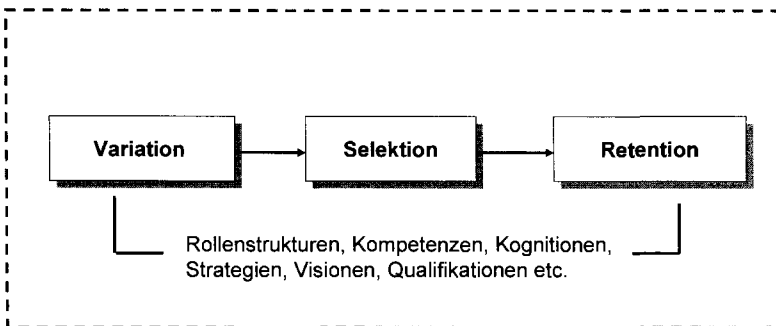 Variation
Selektion
Retention
Rollenstrukturen, Kompetenzen, Kognitionen,
Strategien, Visionen, Qualifikationen etc.